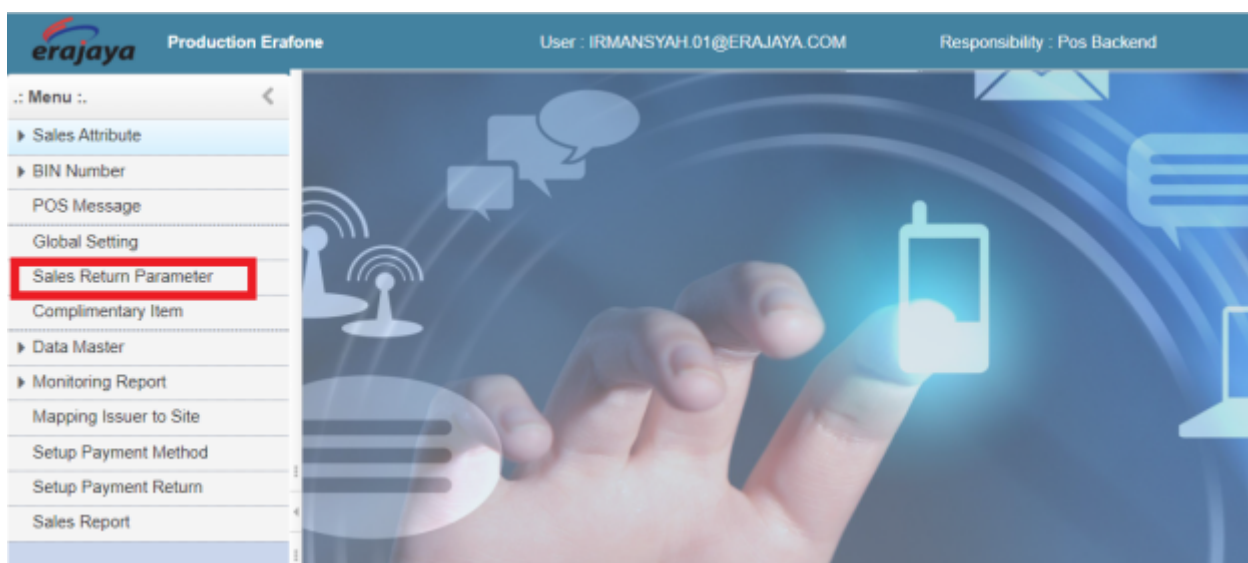 erajaya
Production Erafone
User : IRMANSYAH.01@ERAJAYA.COM
Responsibility : Pos Backend
.: Menu :.
Sales Attribute
BIN Number
POS Message
Global Setting
Sales Return Parameter
Complimentary Item
Data Master
Monitoring Report
Mapping Issuer to Site
Setup Payment Method
Setup Payment Return
Sales Report